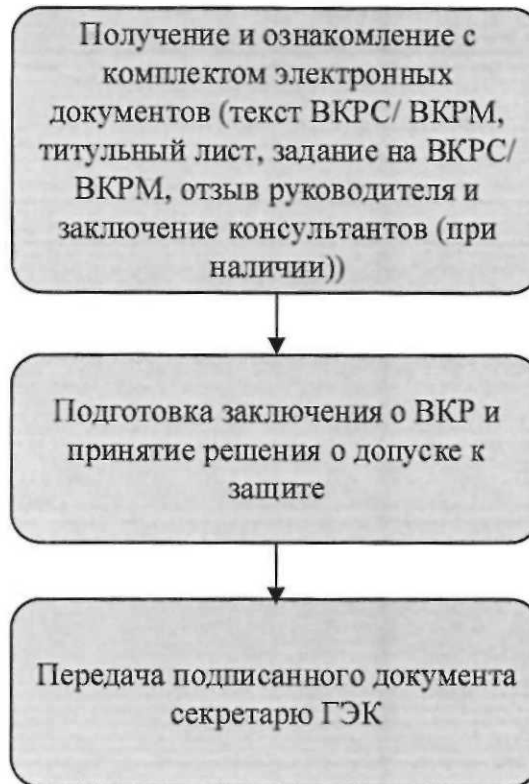 Получение и ознакомление с
комплектом электронных
документов (текст ВКРС/ ВКРМ,
титульный лист, задание на ВКРС/
ВКРМ, отзыв руководителя и
заключение консультантов (при
наличии))
Подготовка заключения о ВКР и
принятие решения о допуске к
защите
Передача подписанного документа
секретарю ГЭК